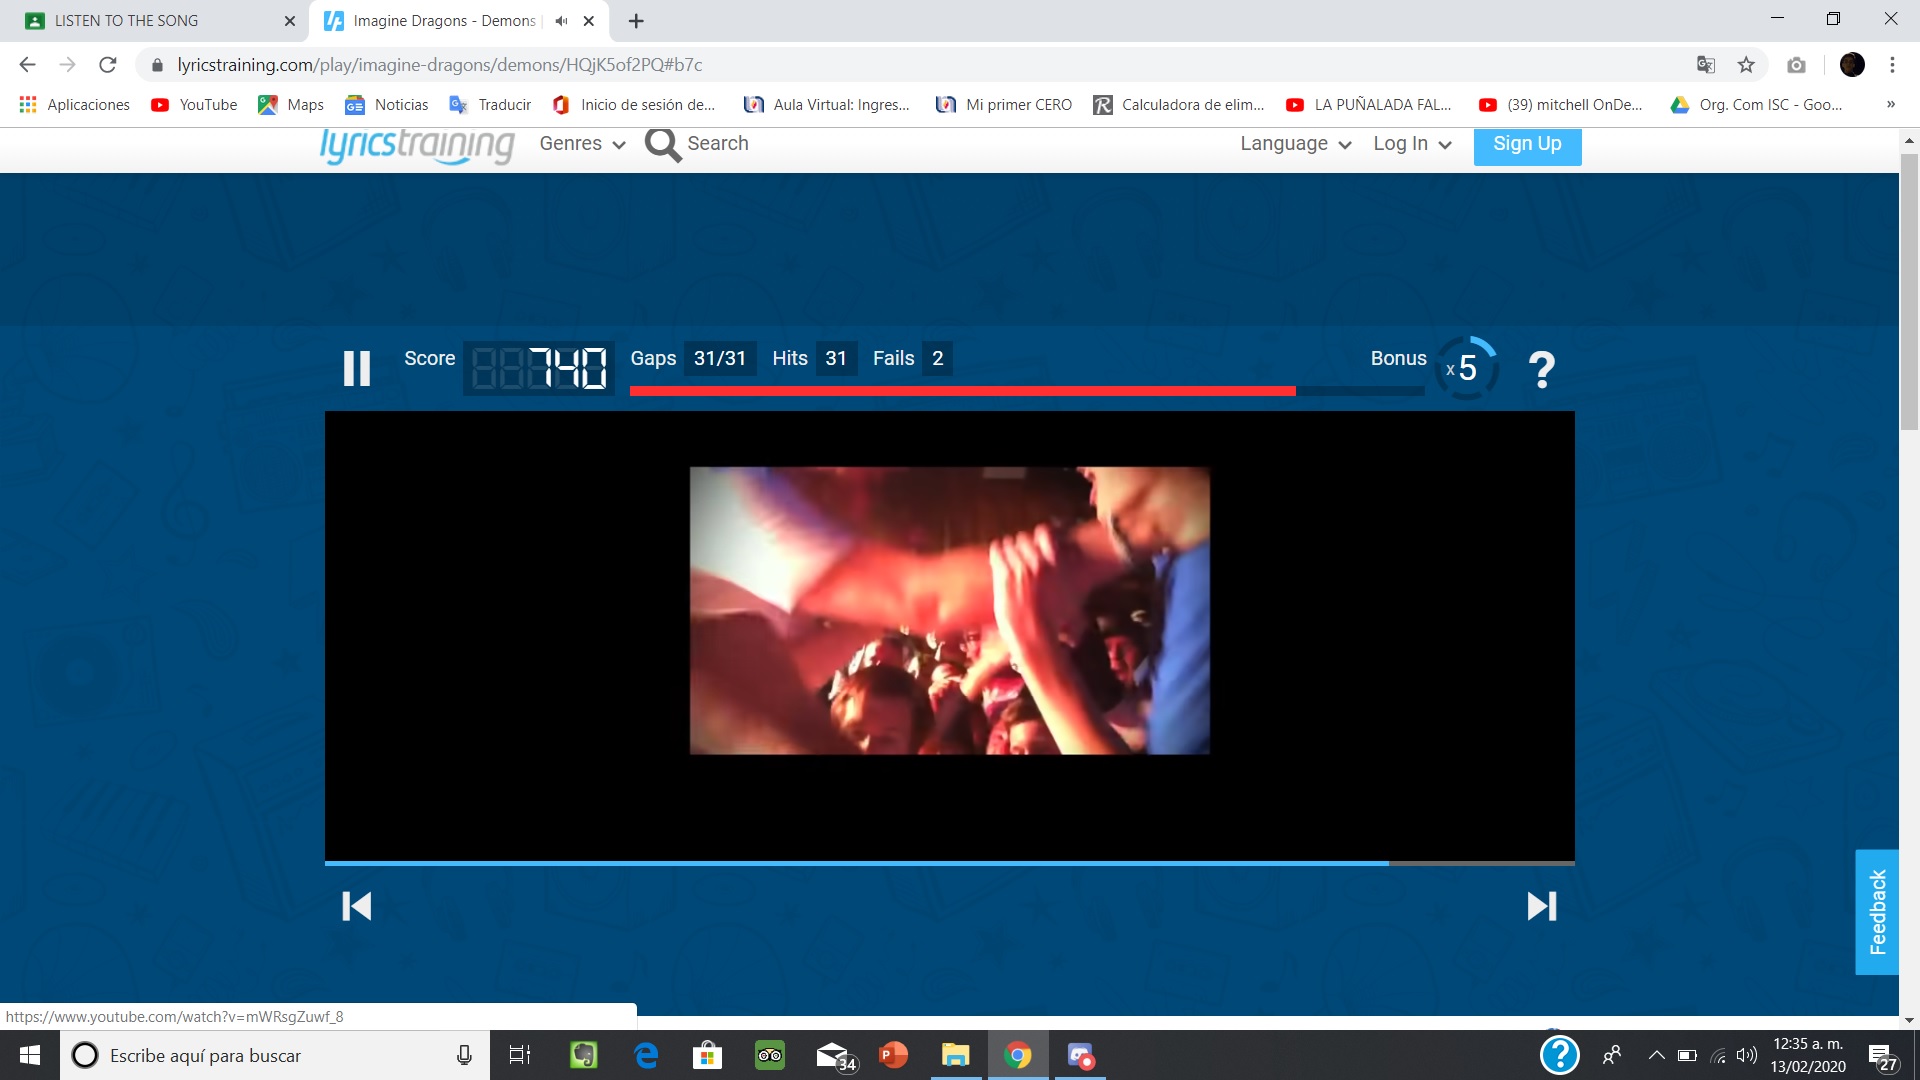 LISTEN TO THE SONG
Imagine Dragons - Demons
lyricstraining.com/play/imagine-dragons/demons/HQjK5of2PQ#b7c
Aplicaciones YouTube Maps Noticias Traducir Inicio de sesión de... Aula Virtual: Ingres... Mi primer CERO Calculadora de elim... LA PUÑALADA FAL... (39) mitchell OnDe... Org. Com ISC - Goo... »
lyricstraining Genres Search Language Log In Sign Up
Score 740 Gaps 31/31 Hits 31 Fails 2 Bonus x5 ?
Feedback
https://www.youtube.com/watch?v=mWRsgZuwf_8
Escribe aquí para buscar
34
12:35 a. m.
13/02/2020
27